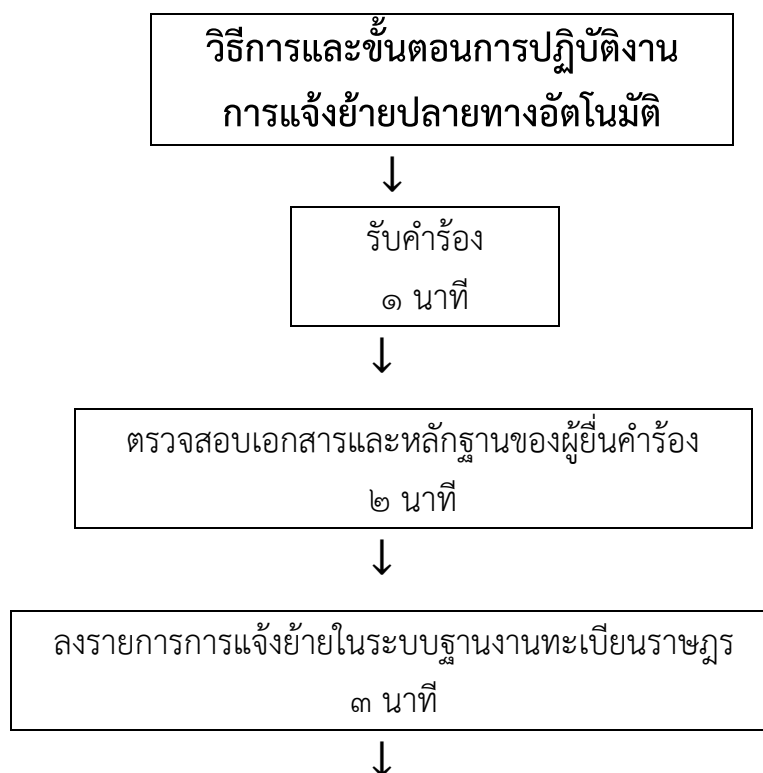 วิธีการและขั้นตอนการปฏิบัติงาน
การแจ้งย้ายปลายทางอัตโนมัติ
↓
รับคำร้อง
๑ นาที
↓
ตรวจสอบเอกสารและหลักฐานของผู้ยื่นคำร้อง
๒ นาที
↓
ลงรายการการแจ้งย้ายในระบบฐานงานทะเบียนราษฎร
๓ นาที
↓